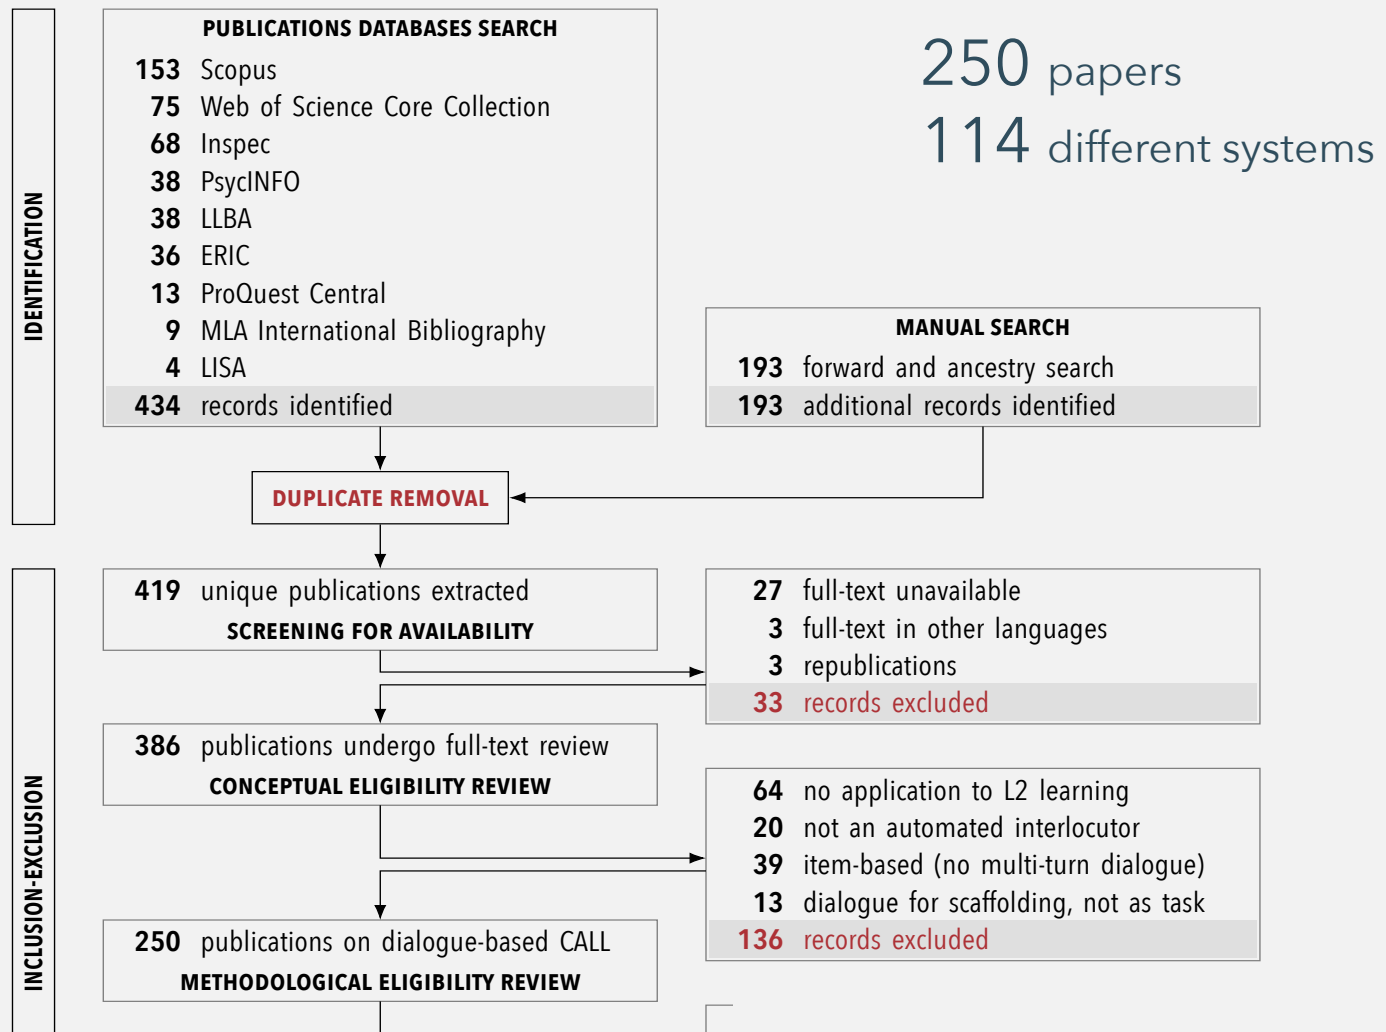 PUBLICATIONS DATABASES SEARCH
153 Scopus
75 Web of Science Core Collection
68 Inspec
38 PsycINFO
38 LLBA
36 ERIC
13 ProQuest Central
9 MLA International Bibliography
4 LISA
434 records identified
250 papers
114 different systems
IDENTIFICATION
MANUAL SEARCH
193 forward and ancestry search
193 additional records identified
DUPLICATE REMOVAL
419 unique publications extracted
SCREENING FOR AVAILABILITY
27 full-text unavailable
3 full-text in other languages
3 republications
33 records excluded
386 publications undergo full-text review
CONCEPTUAL ELIGIBILITY REVIEW
INCLUSION-EXCLUSION
64 no application to L2 learning
20 not an automated interlocutor
39 item-based (no multi-turn dialogue)
13 dialogue for scaffolding, not as task
136 records excluded
250 publications on dialogue-based CALL
METHODOLOGICAL ELIGIBILITY REVIEW